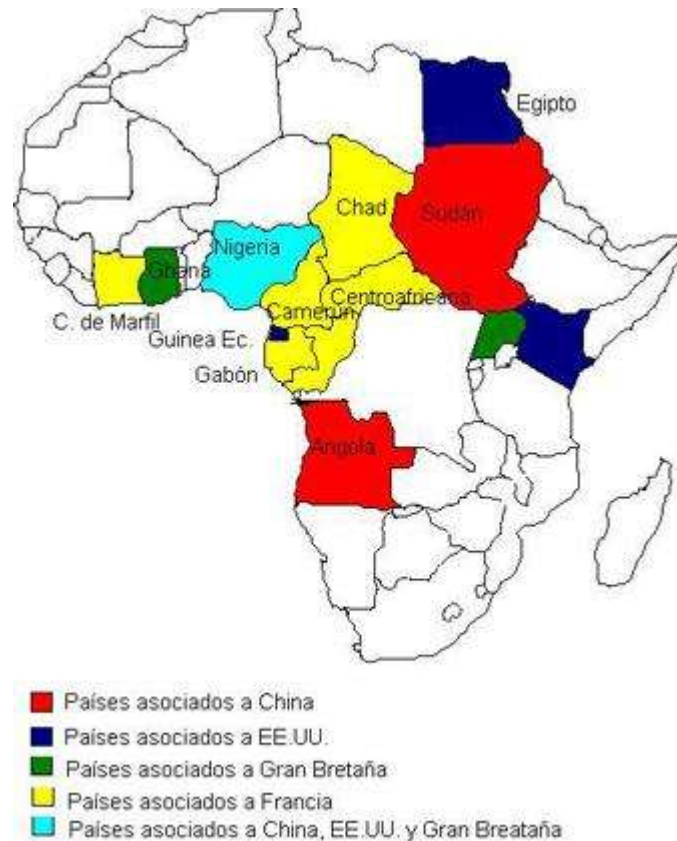 Egipto
Chad
Sudán
Nigeria
Ghana
Centroafricana
Camerún
C. de Marfil
Guinea Ec.
Gabón
Angola
Países asociados a China
Países asociados a EE.UU.
Países asociados a Gran Bretaña
Países asociados a Francia
Países asociados a China, EE.UU. y Gran Breataña